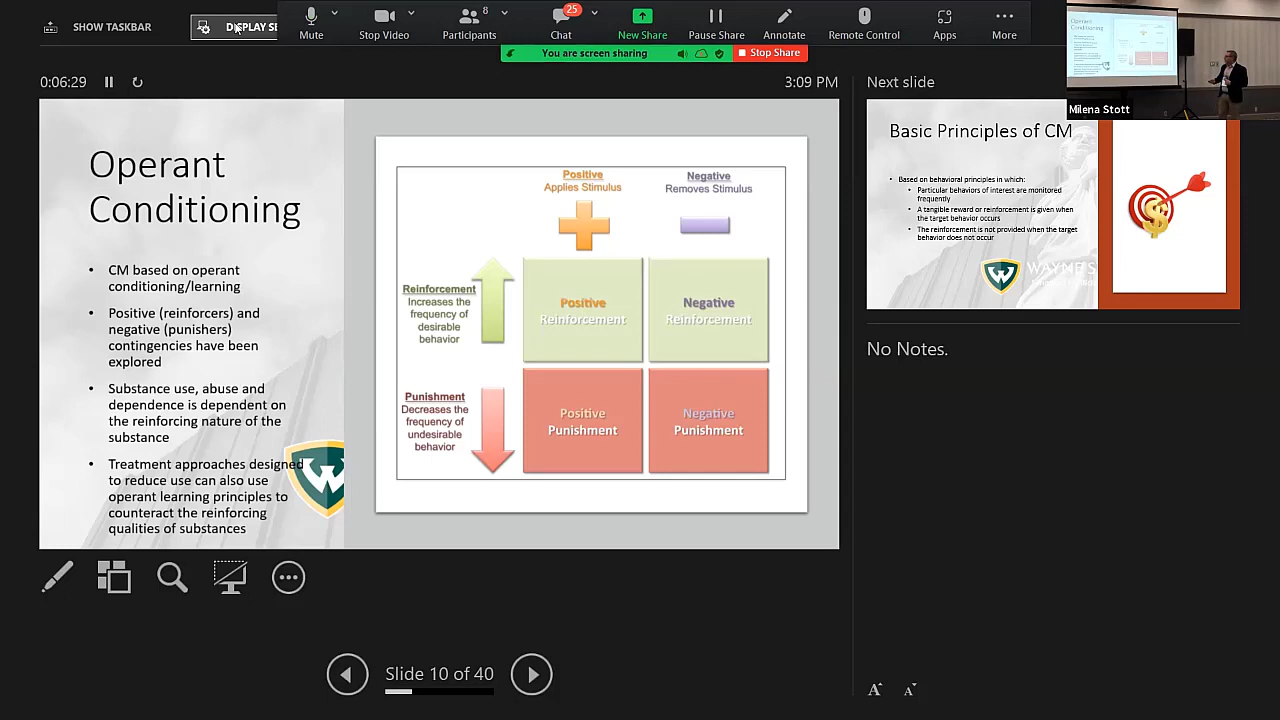 SHOW TASKBAR
DISPLAY S
Mute
Stop Video
Participants
8
Chat
25
New Share
Pause Share
Annotate
Remote Control
Apps
More
You are screen sharing
Stop Share
0:06:29
3:09 PM
Next slide
Milena Stott
Operant
Conditioning
• CM based on operant
conditioning/learning
• Positive (reinforcers) and
negative (punishers)
contingencies have been
explored
• Substance use, abuse and
dependence is dependent on
the reinforcing nature of the
substance
• Treatment approaches designed
to reduce use can also use
operant learning principles to
counteract the reinforcing
qualities of substances
Positive
Applies Stimulus
Negative
Removes Stimulus
Reinforcement
Increases the
frequency of
desirable
behavior
Positive
Reinforcement
Negative
Reinforcement
Punishment
Decreases the
frequency of
undesirable
behavior
Positive
Punishment
Negative
Punishment
Basic Principles of CM
• Based on behavioral principles in which:
• Particular behaviors of interest are monitored
frequently
• A tangible reward or reinforcement is given when
the target behavior occurs
• The reinforcement is not provided when the target
behavior does not occur
No Notes.
Slide 10 of 40